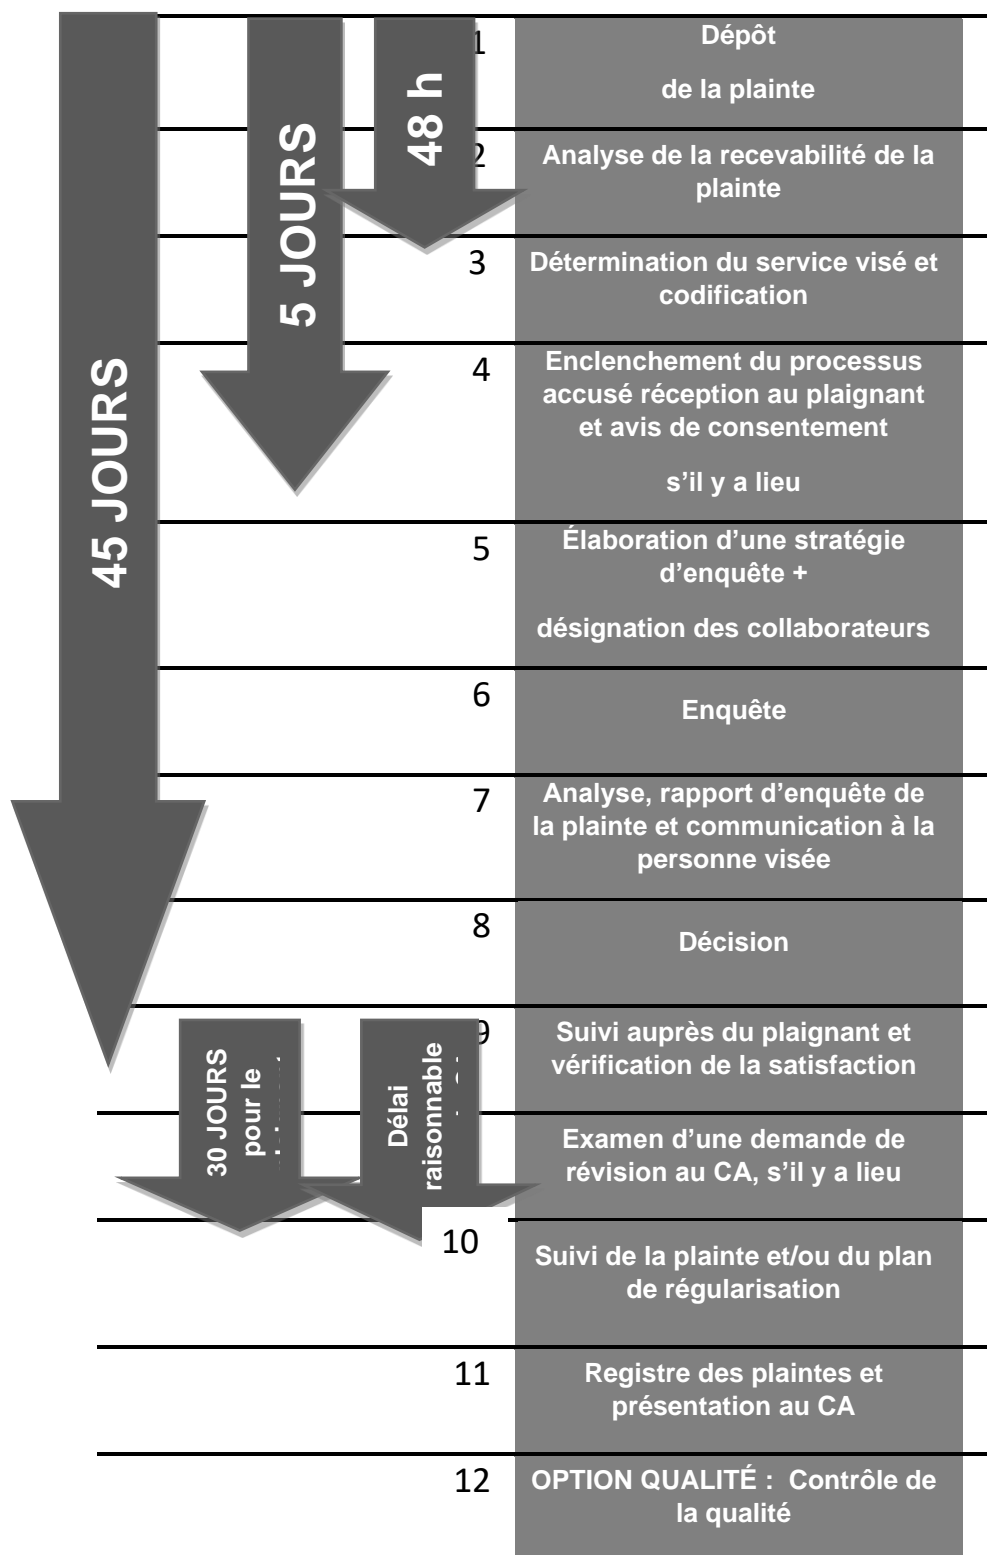 45 JOURS
5 JOURS
48 h
1
Dépôt
de la plainte
2
Analyse de la recevabilité de la
plainte
3
Détermination du service visé et
codification
4
Enclenchement du processus
accusé réception au plaignant
et avis de consentement
s’il y a lieu
5
Élaboration d’une stratégie
d’enquête +
désignation des collaborateurs
6
Enquête
7
Analyse, rapport d’enquête de
la plainte et communication à la
personne visée
8
Décision
9
Suivi auprès du plaignant et
vérification de la satisfaction
30 JOURS
pour le
Délai
raisonnable
Examen d’une demande de
révision au CA, s’il y a lieu
10
Suivi de la plainte et/ou du plan
de régularisation
11
Registre des plaintes et
présentation au CA
12
OPTION QUALITÉ : Contrôle de
la qualité